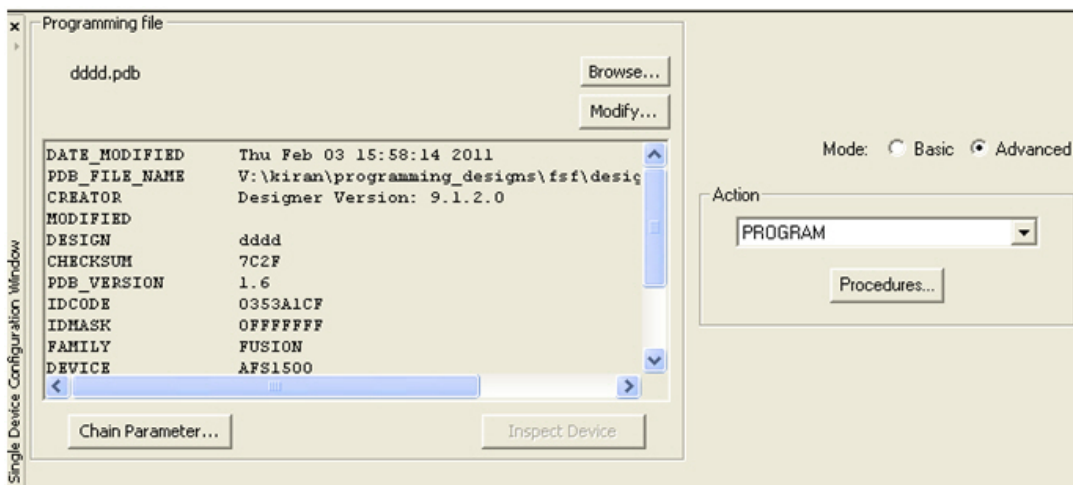 Single Device Configuration Window
Programming file
dddd.pdb
Browse...
Modify...
DATE_MODIFIED Thu Feb 03 15:58:14 2011
PDB_FILE_NAME V:\kiran\programming_designs\fsf\desig
CREATOR Designer Version: 9.1.2.0
MODIFIED
DESIGN dddd
CHECKSUM 7C2F
PDB_VERSION 1.6
IDCODE 0353A1CF
IDMASK 0FFFFFFF
FAMILY FUSION
DEVICE AFS1500
Chain Parameter...
Inspect Device
Mode: Basic Advanced
Action
PROGRAM
Procedures...